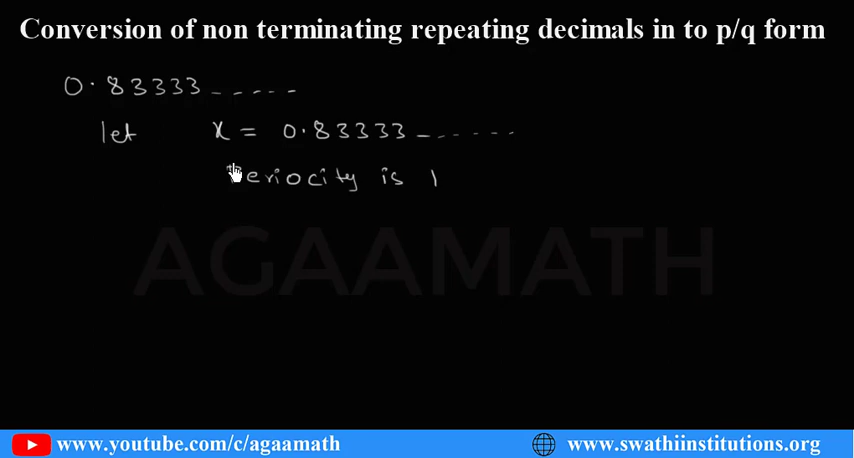 Conversion of non terminating repeating decimals in to p/q form
0.83333......
let x = 0.83333.......
Periocity is 1
AGAAMATH
www.youtube.com/c/agaamath www.swathiinstitutions.org